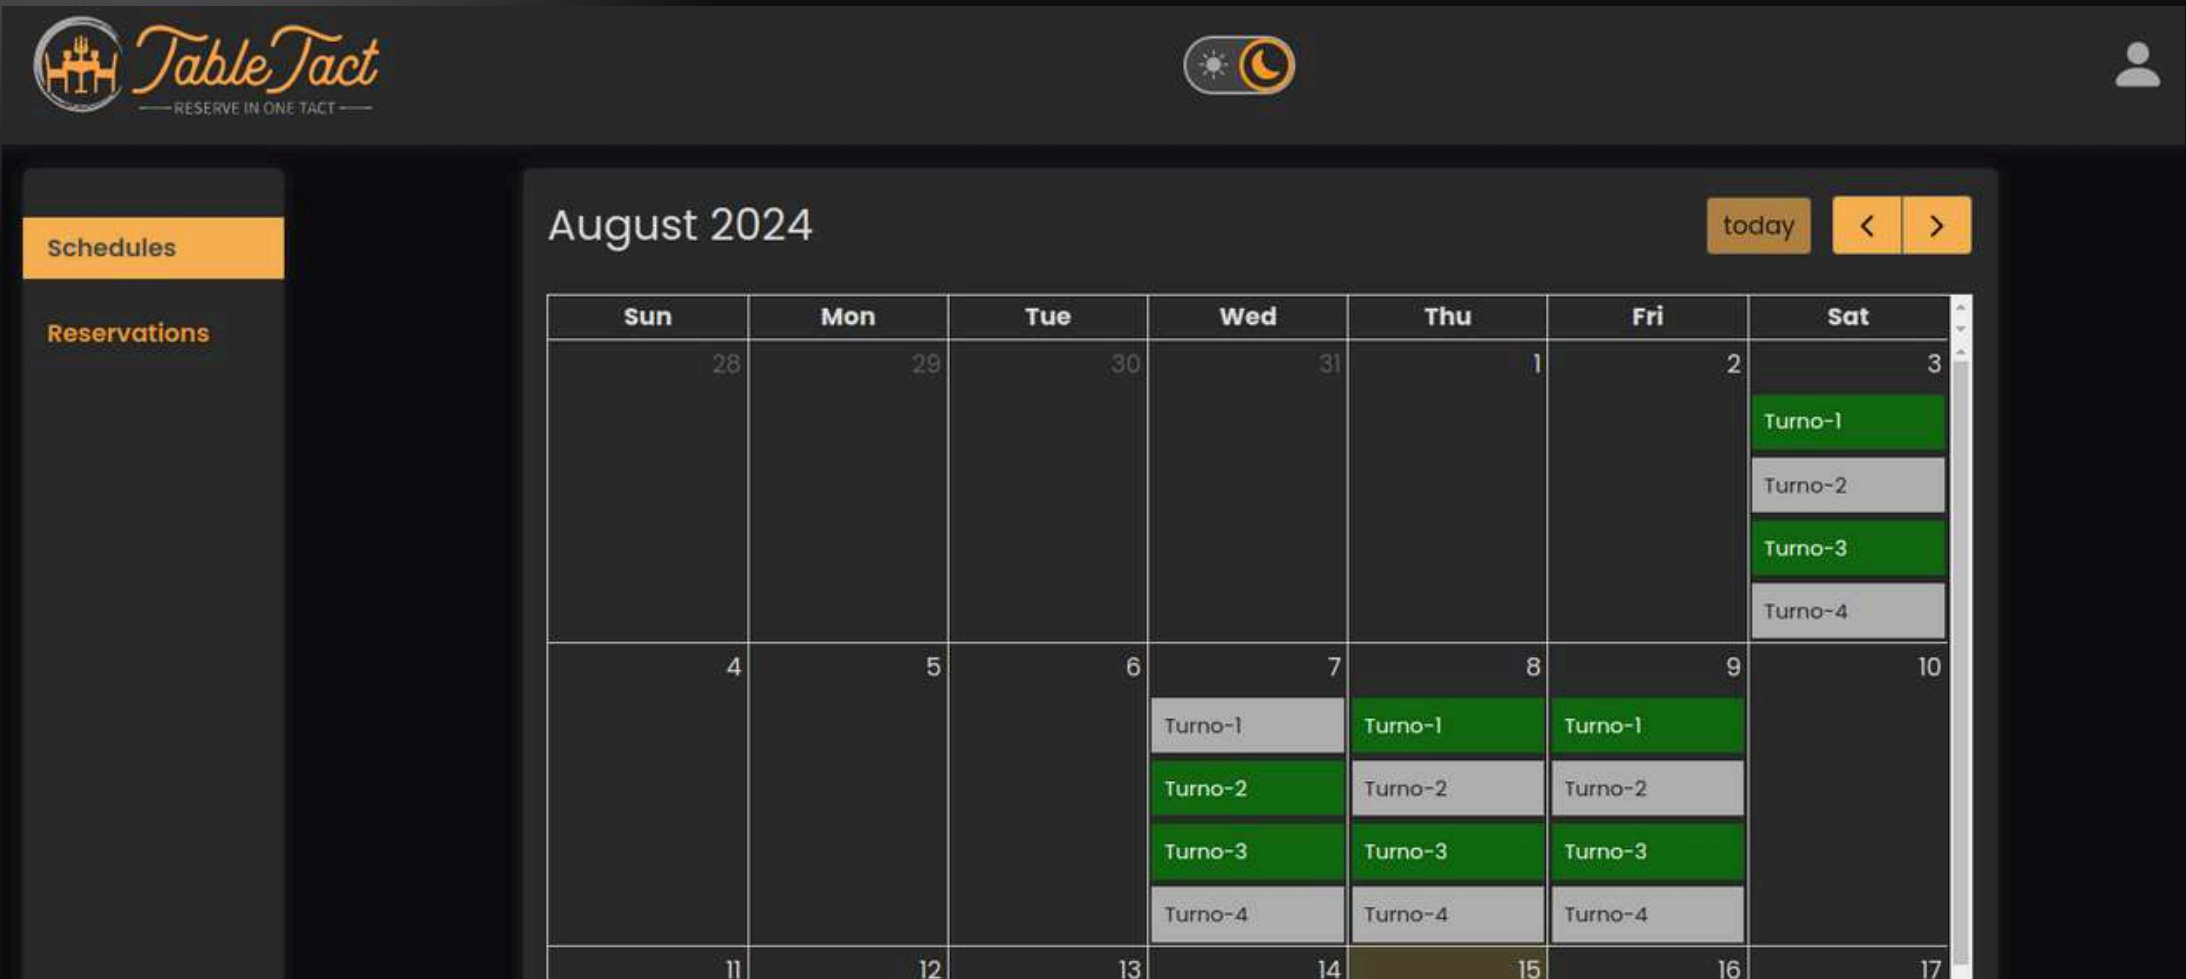 TableTact
RESERVE IN ONE TACT
Schedules
Reservations
August 2024
today
Sun Mon Tue Wed Thu Fri Sat
28 29 30 31 1 2 3
Turno-1
Turno-2
Turno-3
Turno-4
4 5 6 7 8 9 10
Turno-1 Turno-1 Turno-1
Turno-2 Turno-2 Turno-2
Turno-3 Turno-3 Turno-3
Turno-4 Turno-4 Turno-4
11 12 13 14 15 16 17